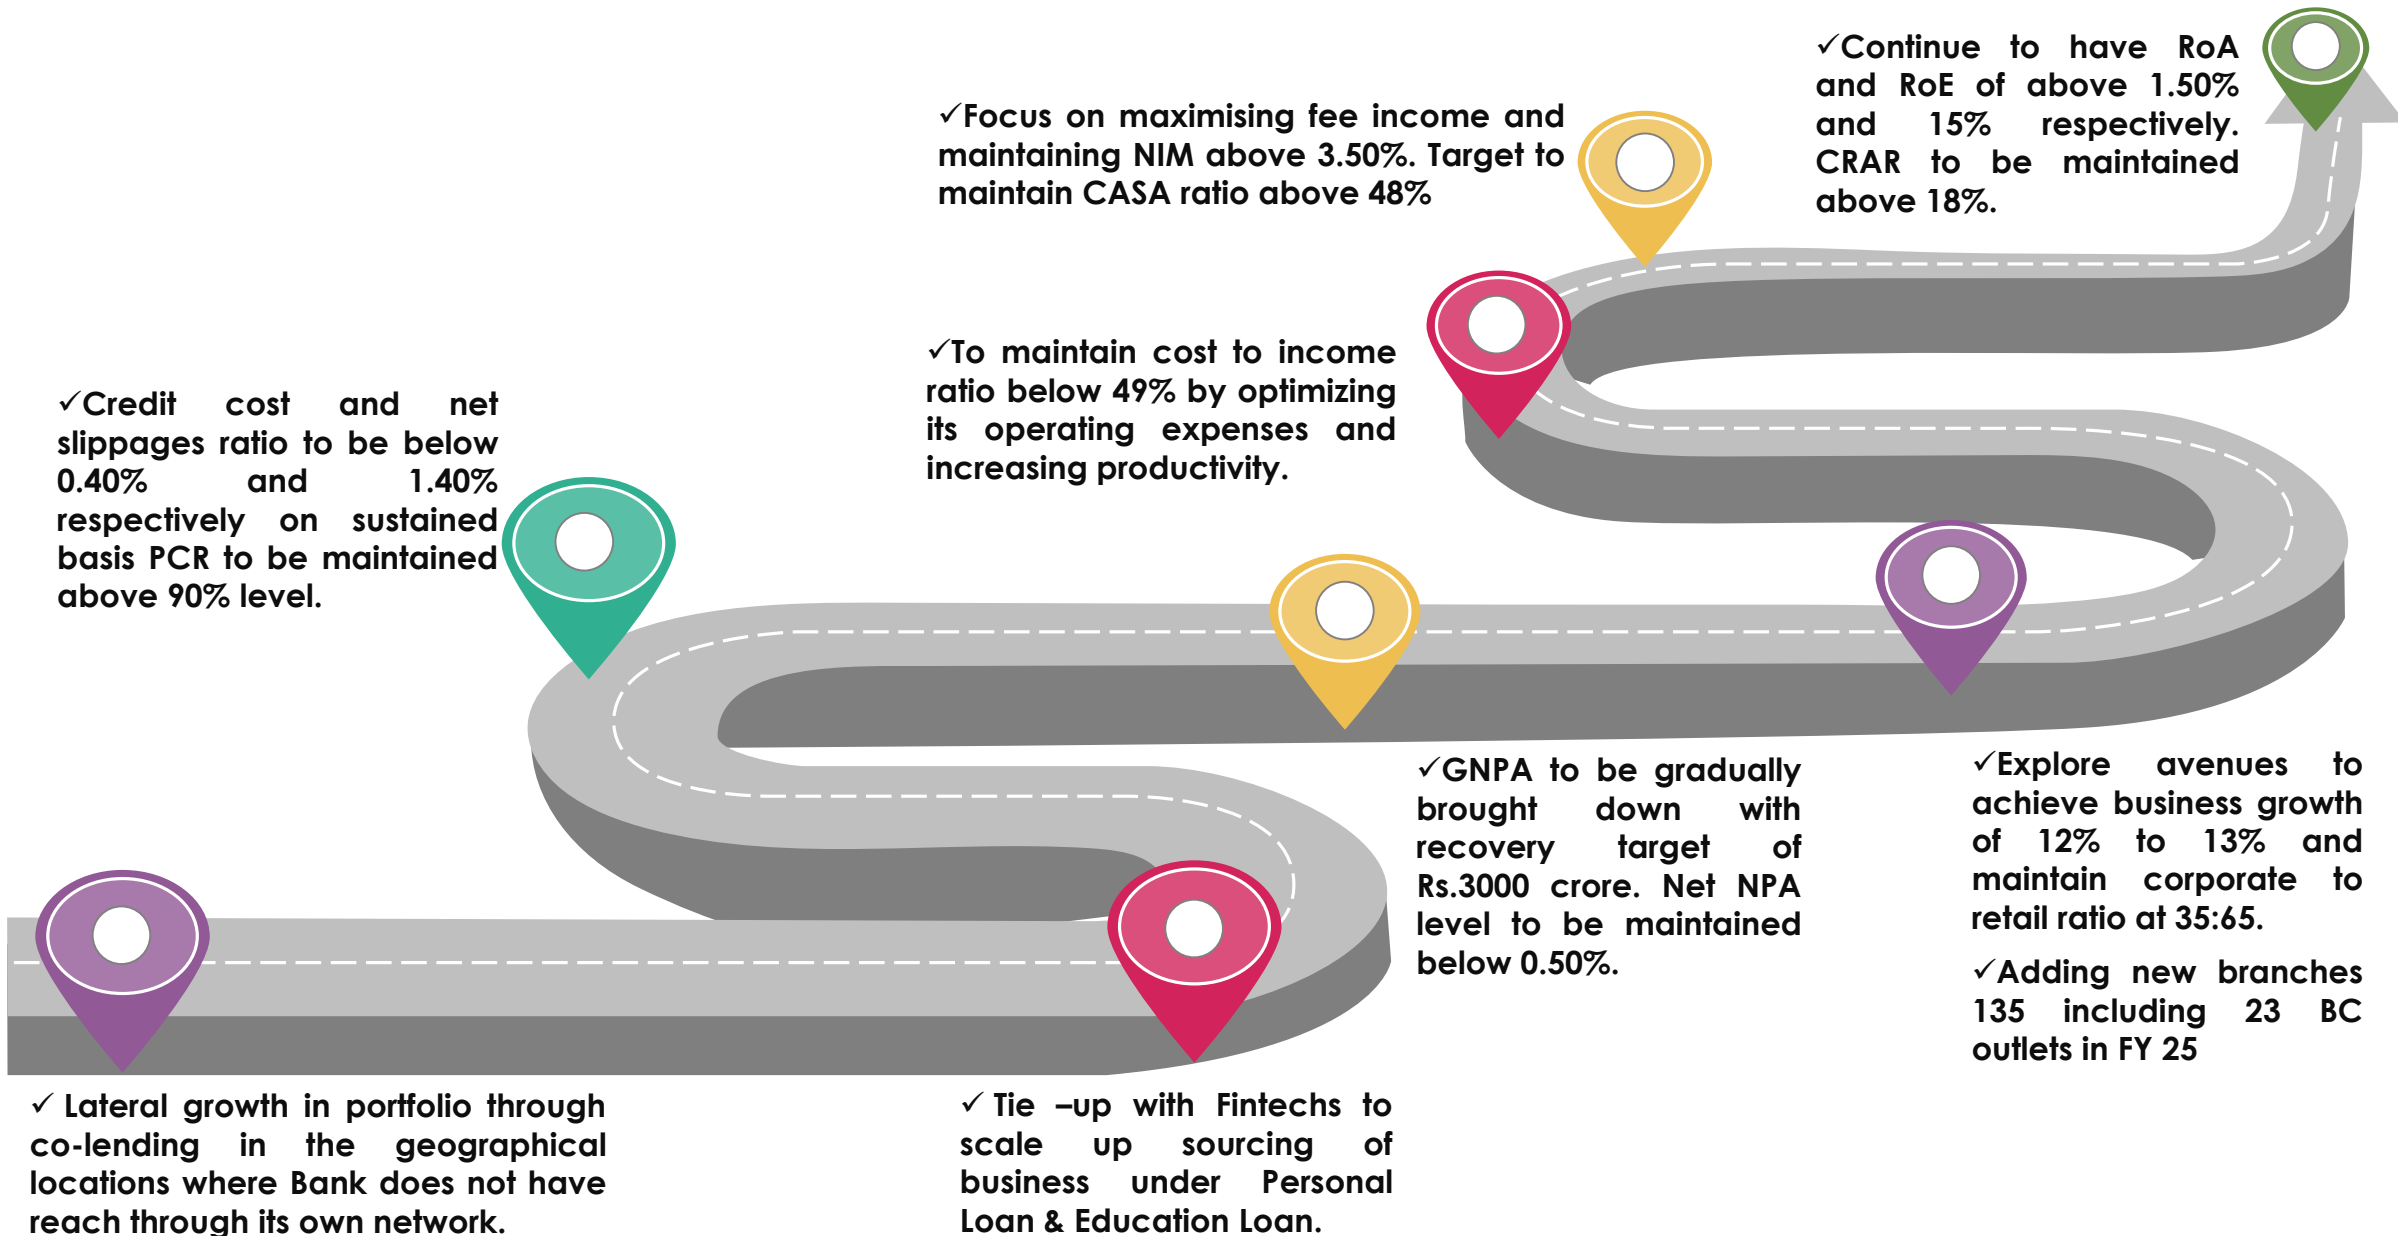 ✓Continue to have RoA
and RoE of above 1.50%
and 15% respectively.
CRAR to be maintained
above 18%.
✓Focus on maximising fee income and
maintaining NIM above 3.50%. Target to
maintain CASA ratio above 48%
✓To maintain cost to income
ratio below 49% by optimizing
its operating expenses and
increasing productivity.
✓Credit cost and net
slippages ratio to be below
0.40% and 1.40%
respectively on sustained
basis PCR to be maintained
above 90% level.
✓GNPA to be gradually
brought down with
recovery target of
Rs.3000 crore. Net NPA
level to be maintained
below 0.50%.
✓Explore avenues to
achieve business growth
of 12% to 13% and
maintain corporate to
retail ratio at 35:65.
✓Adding new branches
135 including 23 BC
outlets in FY 25
✓ Lateral growth in portfolio through
co-lending in the geographical
locations where Bank does not have
reach through its own network.
✓ Tie –up with Fintechs to
scale up sourcing of
business under Personal
Loan & Education Loan.